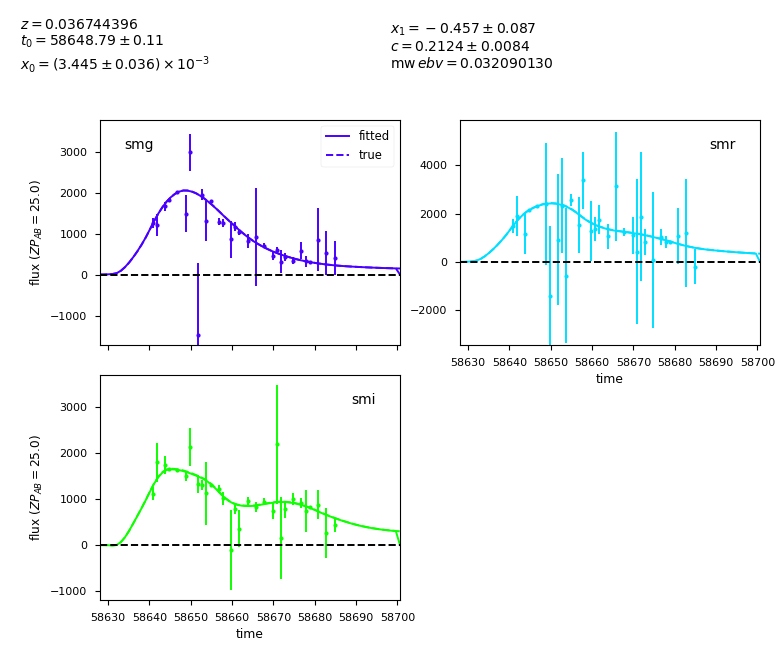 z = 0.036744396
t₀ = 58648.79 ± 0.11
x₀ = (3.445 ± 0.036) × 10⁻³
x₁ = −0.457 ± 0.087
c = 0.2124 ± 0.0084
mw ebv = 0.032090130
smg
fitted
true
3000
2000
1000
0
−1000
flux (ZP_AB = 25.0)
smr
4000
2000
0
−2000
58630 58640 58650 58660 58670 58680 58690 58700
time
smi
3000
2000
1000
0
−1000
flux (ZP_AB = 25.0)
58630 58640 58650 58660 58670 58680 58690 58700
time